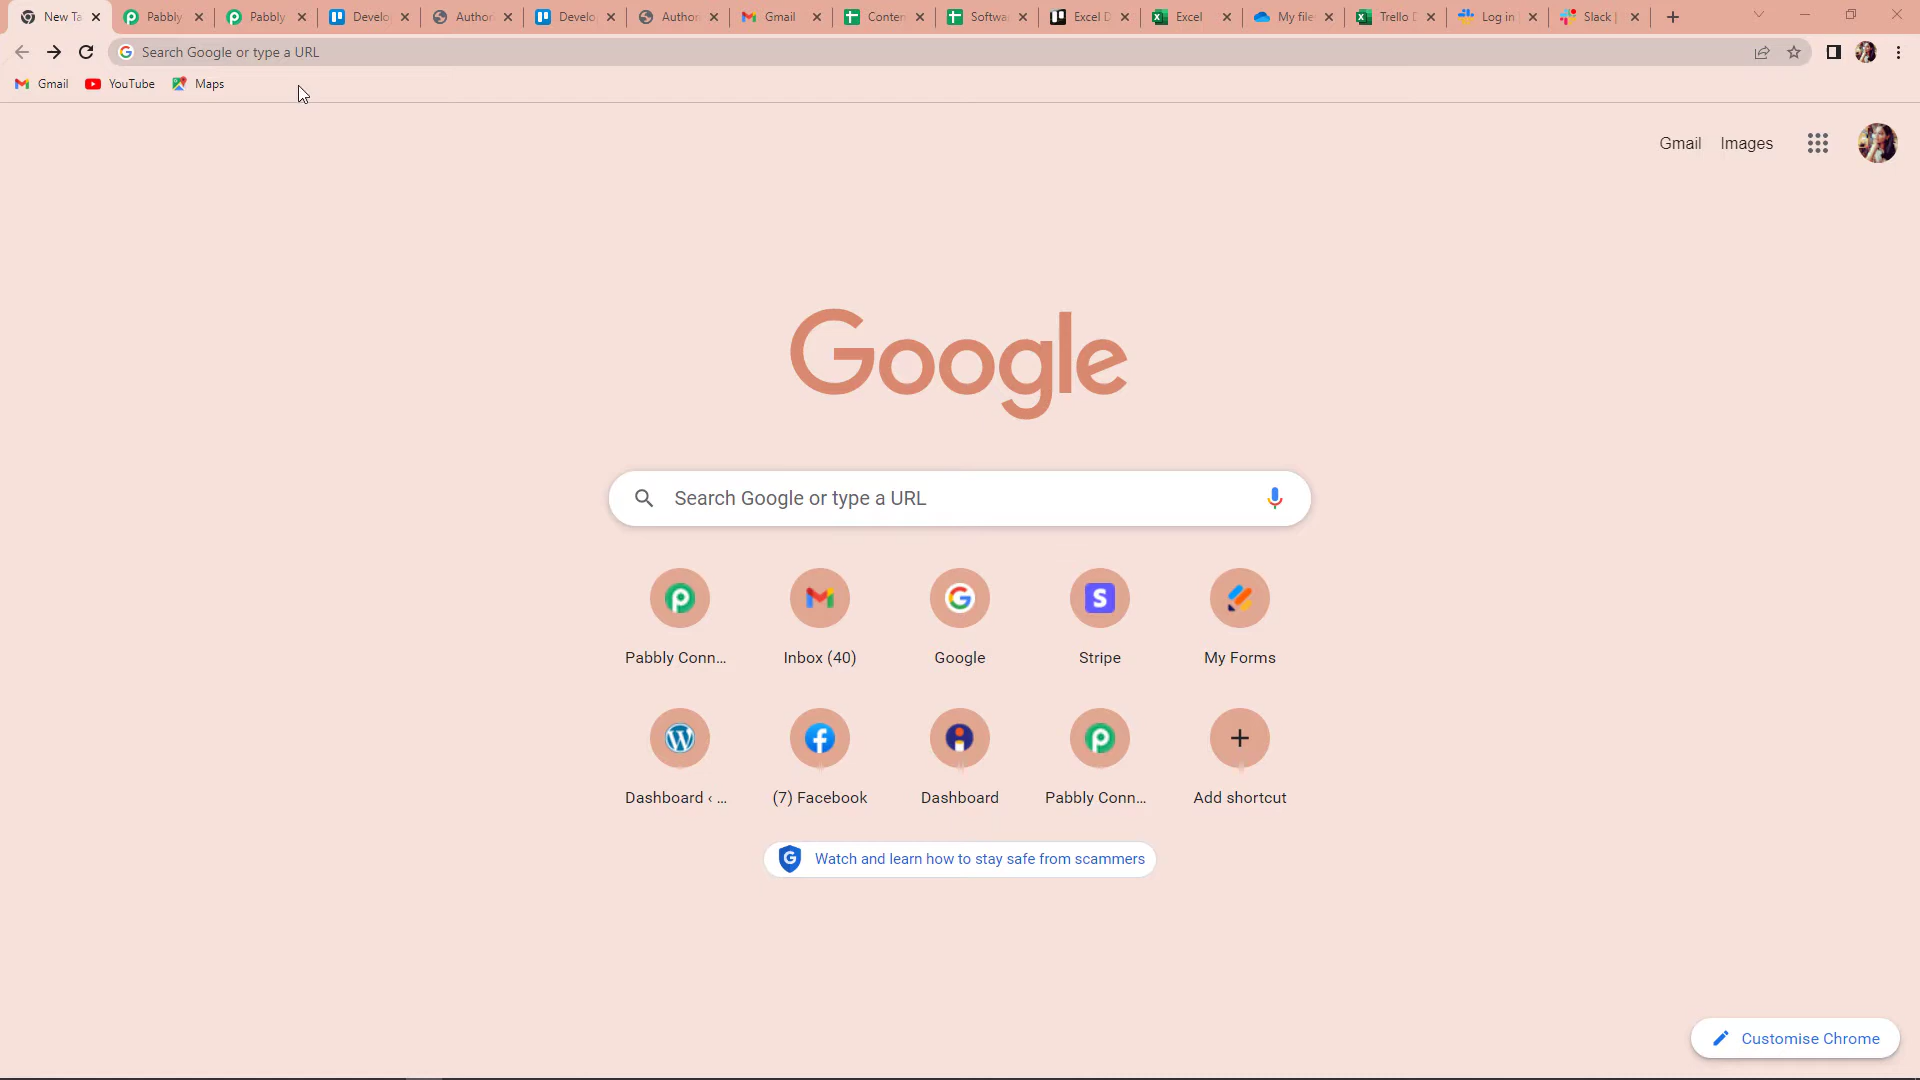 New Ta
Pabbly
Pabbly
Develo
Author
Develo
Author
Gmail
Conten
Softwa
Excel D
Excel
My file
Trello D
Log in
Slack |
Search Google or type a URL
Gmail
YouTube
Maps
Gmail
Images
Google
Search Google or type a URL
Pabbly Conn...
Inbox (40)
Google
Stripe
My Forms
Dashboard ‹ ...
(7) Facebook
Dashboard
Pabbly Conn...
Add shortcut
Watch and learn how to stay safe from scammers
Customise Chrome